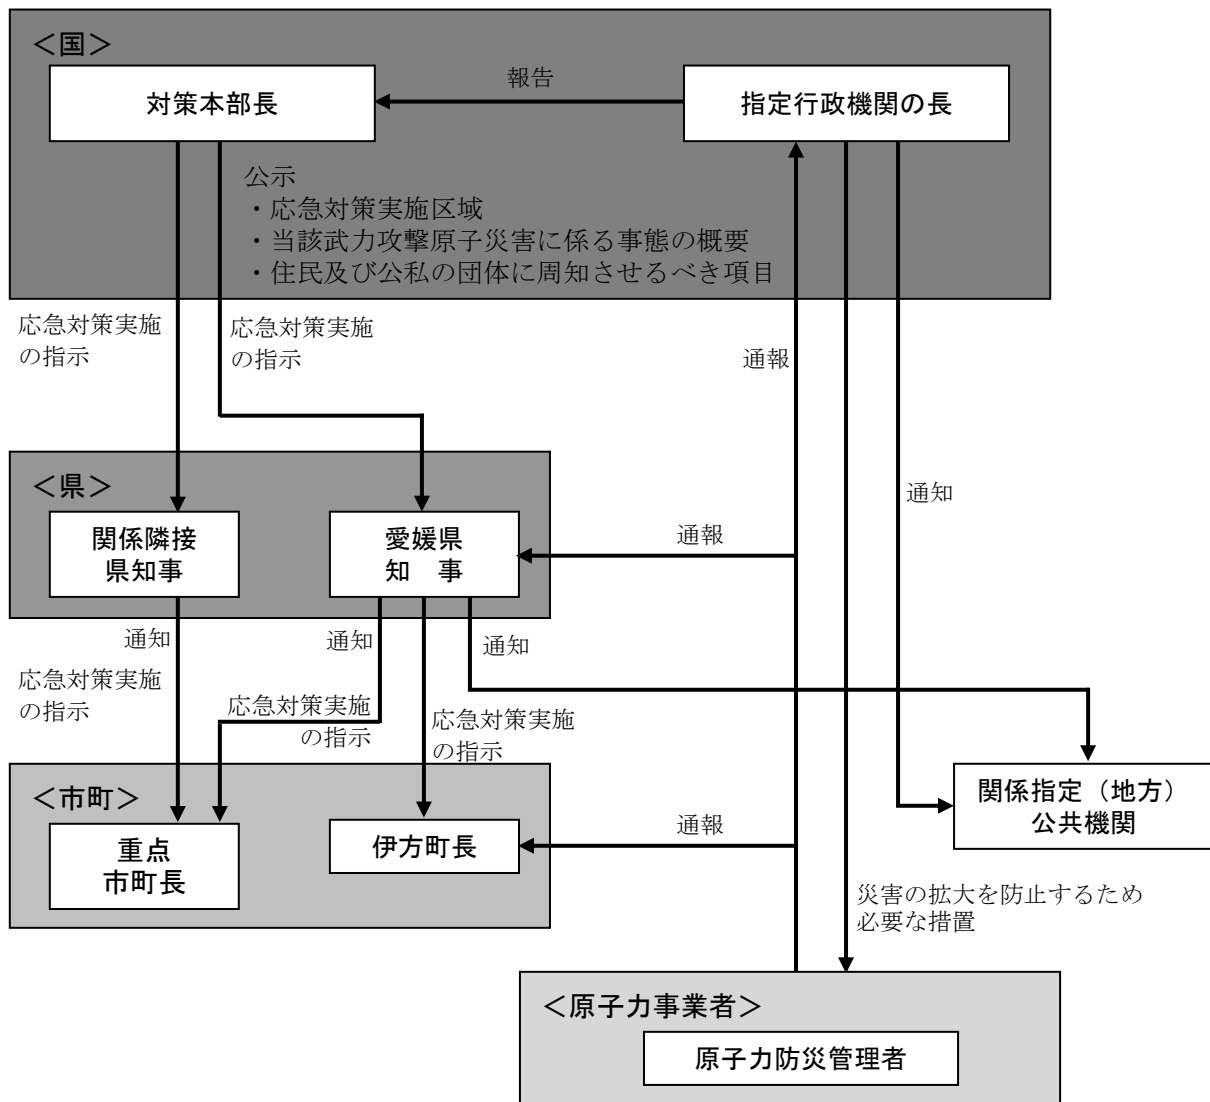 ＜国＞
対策本部長
報告
指定行政機関の長
公示
・応急対策実施区域
・当該武力攻撃原子災害に係る事態の概要
・住民及び公私の団体に周知させるべき項目
応急対策実施
の指示
応急対策実施
の指示
通報
＜県＞
関係隣接
県知事
愛媛県
知　事
通報
通知
通知
応急対策実施
の指示
通知
応急対策実施
の指示
通知
応急対策実施
の指示
＜市町＞
重点
市町長
伊方町長
通報
関係指定（地方）
公共機関
災害の拡大を防止するため
必要な措置
＜原子力事業者＞
原子力防災管理者